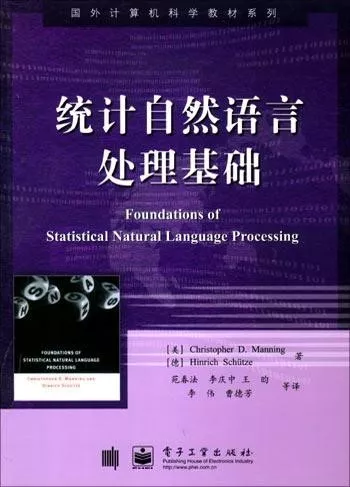 国外计算机科学教材系列
统计自然语言
处理基础
Foundations of
Statistical Natural Language Processing
FOUNDATIONS OF
STATISTICAL NATURAL LANGUAGE
PROCESSING
CHRISTOPHER D. MANNING AND
HINRICH SCHÜTZE
[美] Christopher D. Manning
[德] Hinrich Schütze
著
苑春法 李庆中 王昀
李伟 曹德芳
等译
电子工业出版社
Publishing House of Electronics Industry
http://www.phei.com.cn